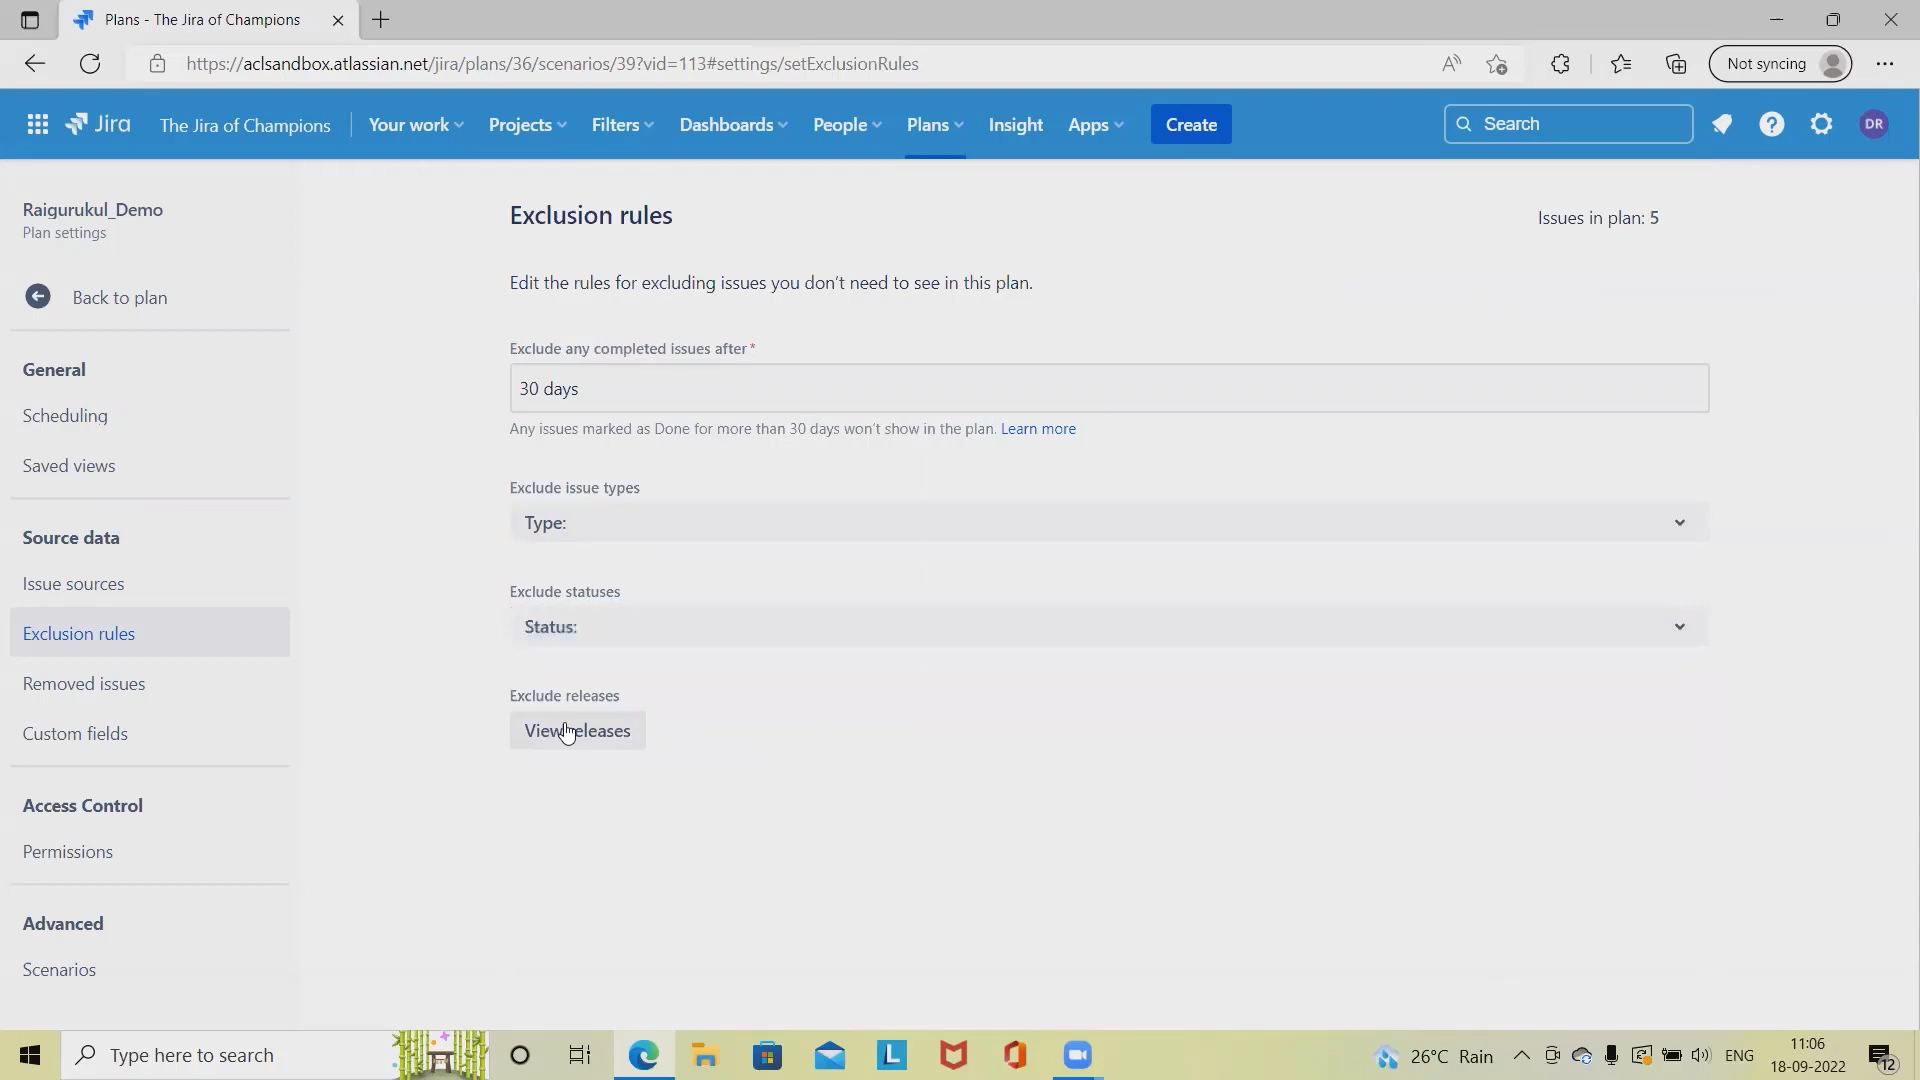 Plans - The Jira of Champions
https://aclsandbox.atlassian.net/jira/plans/36/scenarios/39?vid=113#settings/setExclusionRules
Not syncing
Jira
The Jira of Champions
Your work
Projects
Filters
Dashboards
People
Plans
Insight
Apps
Create
Search
DR
Raigurukul_Demo
Plan settings
Back to plan
General
Scheduling
Saved views
Source data
Issue sources
Exclusion rules
Removed issues
Custom fields
Access Control
Permissions
Advanced
Scenarios
Exclusion rules
Issues in plan: 5
Edit the rules for excluding issues you don't need to see in this plan.
Exclude any completed issues after *
30 days
Any issues marked as Done for more than 30 days won't show in the plan. Learn more
Exclude issue types
Type:
Exclude statuses
Status:
Exclude releases
View releases
Type here to search
26°C Rain
ENG
11:06
18-09-2022
12